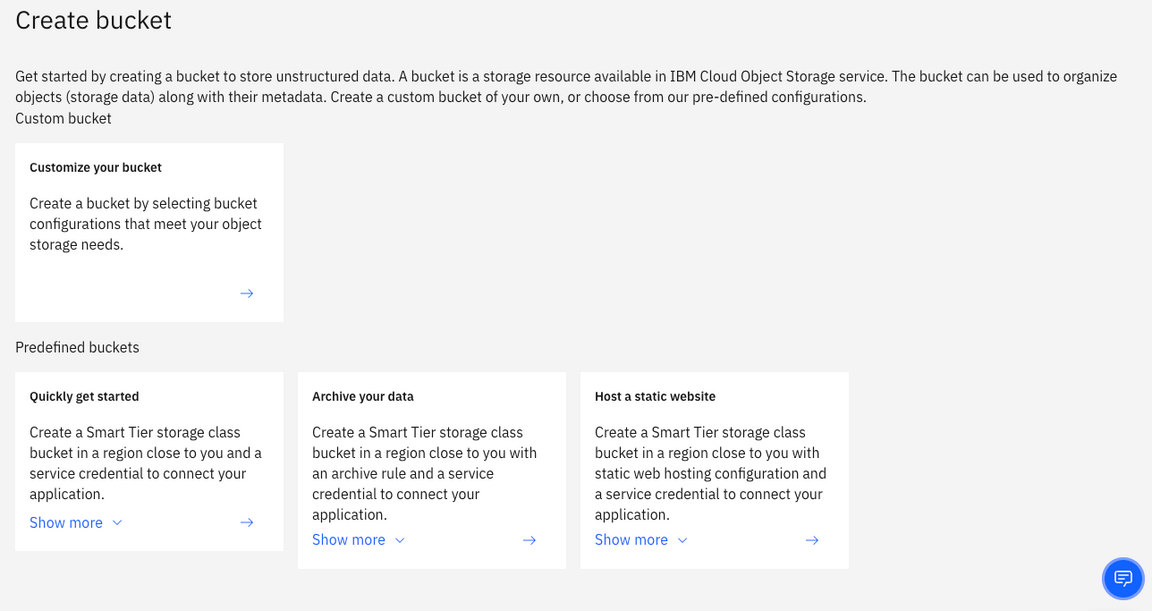 Create bucket
Get started by creating a bucket to store unstructured data. A bucket is a storage resource available in IBM Cloud Object Storage service. The bucket can be used to organize
objects (storage data) along with their metadata. Create a custom bucket of your own, or choose from our pre-defined configurations.
Custom bucket
Customize your bucket
Create a bucket by selecting bucket
configurations that meet your object
storage needs.
Predefined buckets
Quickly get started
Create a Smart Tier storage class
bucket in a region close to you and a
service credential to connect your
application.
Show more
Archive your data
Create a Smart Tier storage class
bucket in a region close to you with
an archive rule and a service
credential to connect your
application.
Show more
Host a static website
Create a Smart Tier storage class
bucket in a region close to you with
static web hosting configuration and
a service credential to connect your
application.
Show more